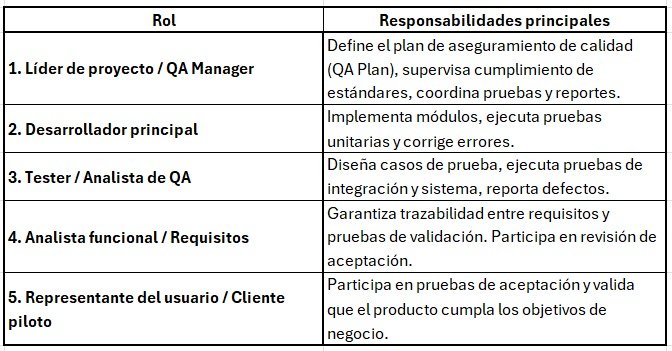 Rol
Responsabilidades principales
1. Líder de proyecto / QA Manager
Define el plan de aseguramiento de calidad
(QA Plan), supervisa cumplimiento de
estándares, coordina pruebas y reportes.
2. Desarrollador principal
Implementa módulos, ejecuta pruebas
unitarias y corrige errores.
3. Tester / Analista de QA
Diseña casos de prueba, ejecuta pruebas de
integración y sistema, reporta defectos.
4. Analista funcional / Requisitos
Garantiza trazabilidad entre requisitos y
pruebas de validación. Participa en revisión de
aceptación.
5. Representante del usuario / Cliente
piloto
Participa en pruebas de aceptación y valida
que el producto cumpla los objetivos de
negocio.